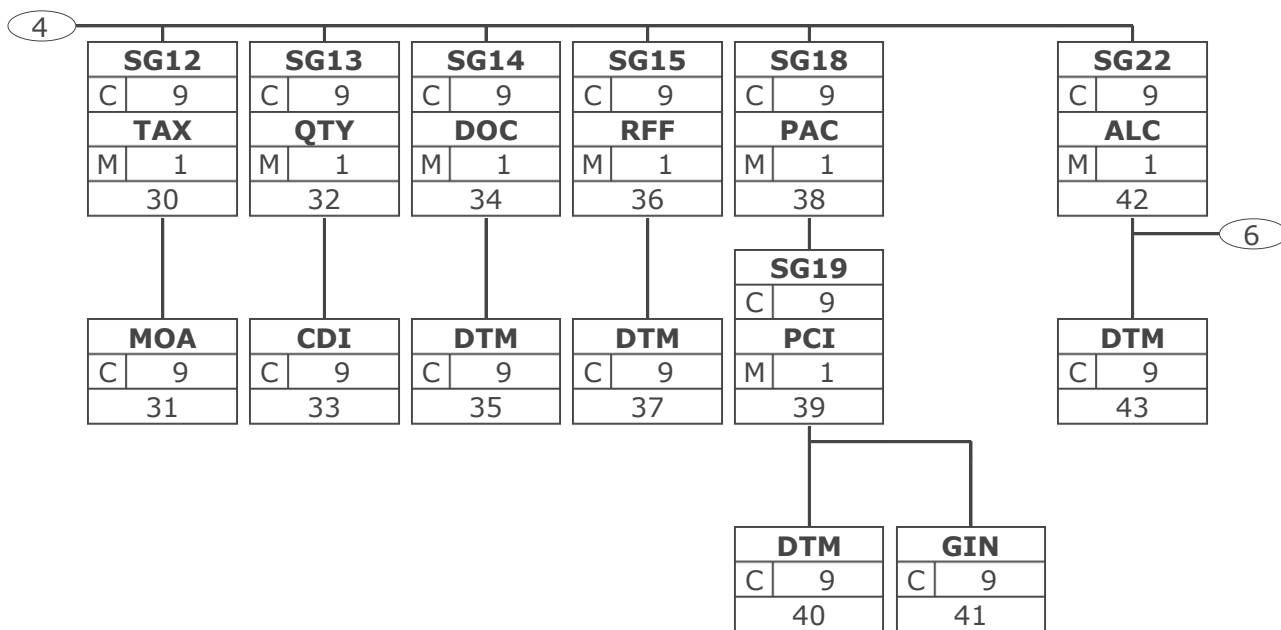 4
SG12 SG13 SG14 SG15 SG18 SG22
C 9 C 9 C 9 C 9 C 9 C 9
TAX QTY DOC RFF PAC ALC
M 1 M 1 M 1 M 1 M 1 M 1
30 32 34 36 38 42
6
SG19
C 9
MOA CDI DTM DTM PCI DTM
C 9 C 9 C 9 C 9 M 1 C 9
31 33 35 37 39 43
DTM GIN
C 9 C 9
40 41